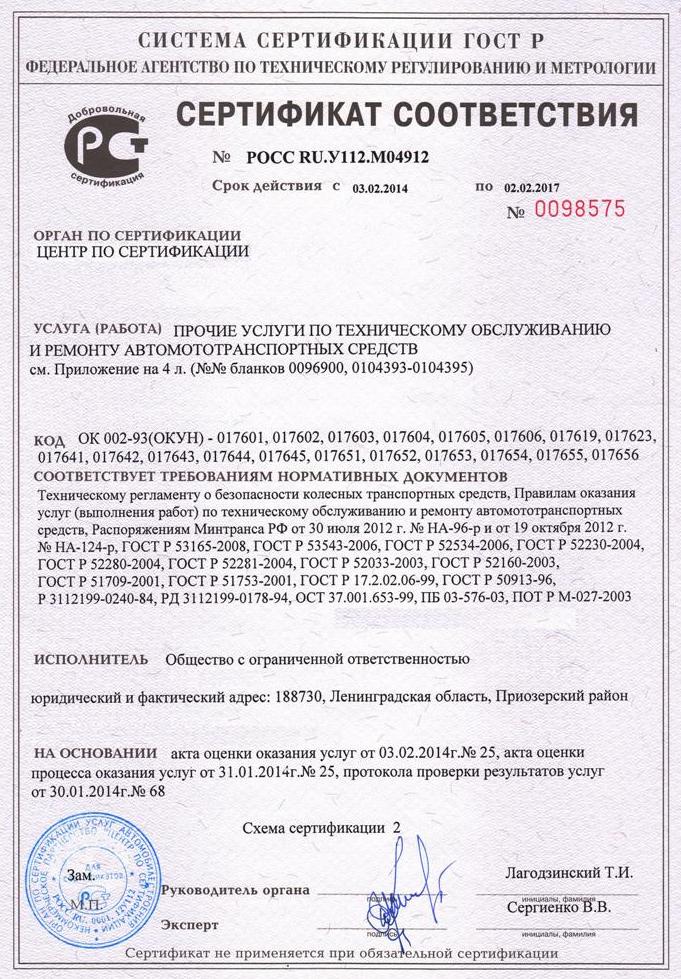 СИСТЕМА СЕРТИФИКАЦИИ ГОСТ Р
ФЕДЕРАЛЬНОЕ АГЕНТСТВО ПО ТЕХНИЧЕСКОМУ РЕГУЛИРОВАНИЮ И МЕТРОЛОГИИ
Добровольная
сертификация
СЕРТИФИКАТ СООТВЕТСТВИЯ
№ РОСС RU.У112.М04912
Срок действия с 03.02.2014 по 02.02.2017
№ 0098575
ОРГАН ПО СЕРТИФИКАЦИИ
ЦЕНТР ПО СЕРТИФИКАЦИИ
УСЛУГА (РАБОТА) ПРОЧИЕ УСЛУГИ ПО ТЕХНИЧЕСКОМУ ОБСЛУЖИВАНИЮ
И РЕМОНТУ АВТОМОТОТРАНСПОРТНЫХ СРЕДСТВ
см. Приложение на 4 л. (№№ бланков 0096900, 0104393-0104395)
КОД ОК 002-93(ОКУН) - 017601, 017602, 017603, 017604, 017605, 017606, 017619, 017623,
017641, 017642, 017643, 017644, 017645, 017651, 017652, 017653, 017654, 017655, 017656
СООТВЕТСТВУЕТ ТРЕБОВАНИЯМ НОРМАТИВНЫХ ДОКУМЕНТОВ
Техническому регламенту о безопасности колесных транспортных средств, Правилам оказания
услуг (выполнения работ) по техническому обслуживанию и ремонту автомототранспортных
средств, Распоряжениям Минтранса РФ от 30 июля 2012 г. № НА-96-р и от 19 октября 2012 г.
№ НА-124-р, ГОСТ Р 53165-2008, ГОСТ Р 53543-2006, ГОСТ Р 52534-2006, ГОСТ Р 52230-2004,
ГОСТ Р 52280-2004, ГОСТ Р 52281-2004, ГОСТ Р 52033-2003, ГОСТ Р 52160-2003,
ГОСТ Р 51709-2001, ГОСТ Р 51753-2001, ГОСТ Р 17.2.02.06-99, ГОСТ Р 50913-96,
Р 3112199-0240-84, РД 3112199-0178-94, ОСТ 37.001.653-99, ПБ 03-576-03, ПОТ Р М-027-2003
ИСПОЛНИТЕЛЬ Общество с ограниченной ответственностью
юридический и фактический адрес: 188730, Ленинградская область, Приозерский район
НА ОСНОВАНИИ акта оценки оказания услуг от 03.02.2014г.№ 25, акта оценки
процесса оказания услуг от 31.01.2014г.№ 25, протокола проверки результатов услуг
от 30.01.2014г.№ 68
Схема сертификации 2
Зам.
М.П.
Руководитель органа
подпись
Лагодзинский Т.И.
инициалы, фамилия
Эксперт
подпись
Сергиенко В.В.
инициалы, фамилия
Сертификат не применяется при обязательной сертификации